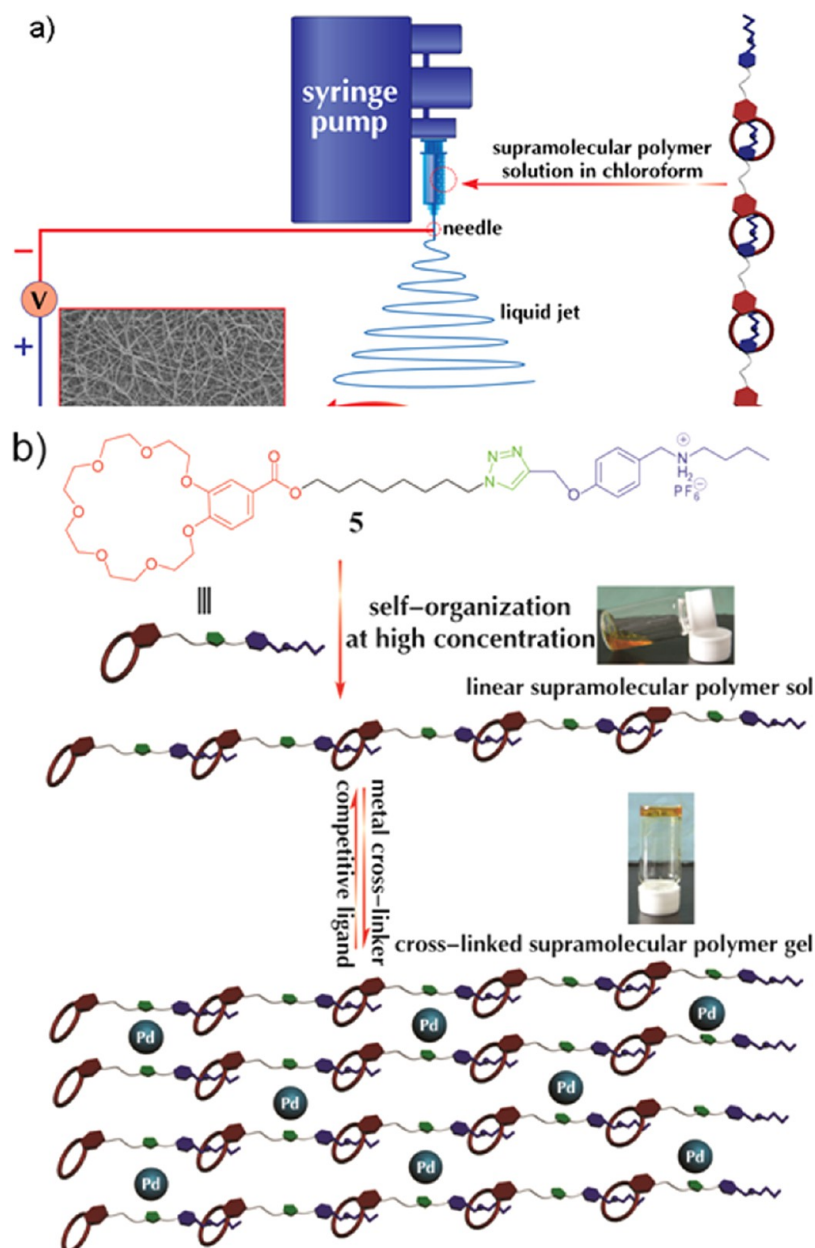 a)
syringe
pump
supramolecular polymer
solution in chloroform
needle
−
V
+
liquid jet
b)
O
O
O
O
O
O
O
O
O
O
N
N
N
O
+
N
H2
PF6−
5
self−organization
at high concentration
linear supramolecular polymer sol
metal cross−linker
competitive ligand
cross−linked supramolecular polymer gel
Pd
Pd
Pd
Pd
Pd
Pd
Pd
Pd